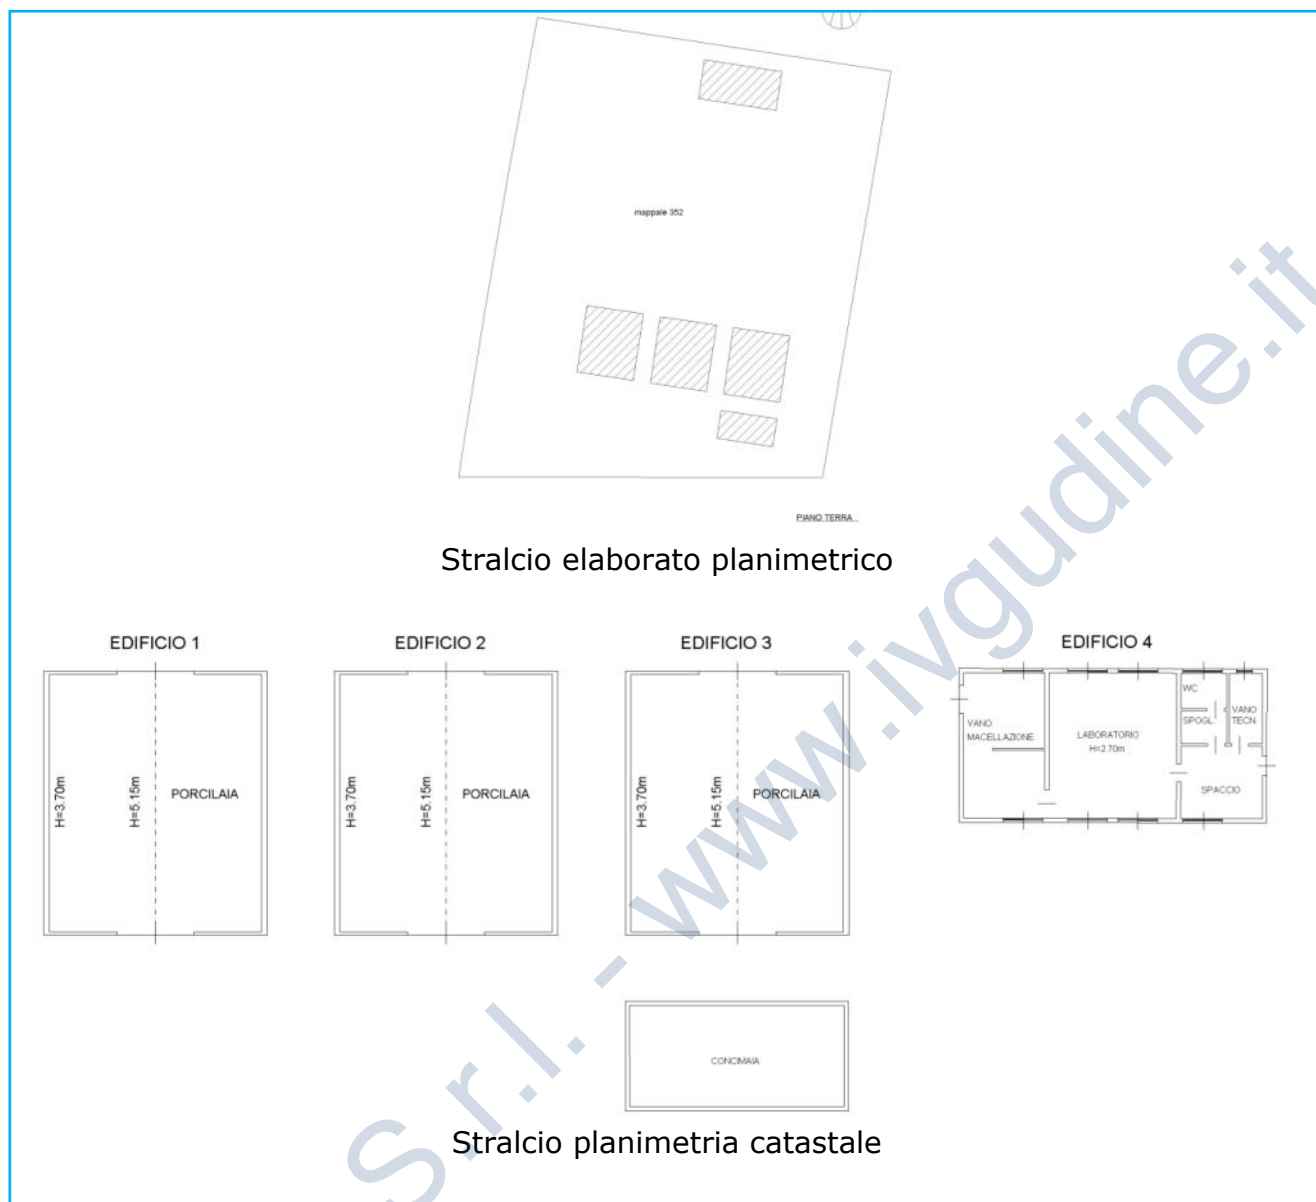 mappale 352
PIANO TERRA
Stralcio elaborato planimetrico
EDIFICIO 1
EDIFICIO 2
EDIFICIO 3
EDIFICIO 4
H=3.70m
H=5.15m
PORCILAIA
H=3.70m
H=5.15m
PORCILAIA
H=3.70m
H=5.15m
PORCILAIA
VANO
MACELLAZIONE
LABORATORIO
H=2.70m
WC
SPOGL.
VANO
TECN.
SPACCIO
CONCIMAIA
Stralcio planimetria catastale
S.r.l. - www.ivgudine.it